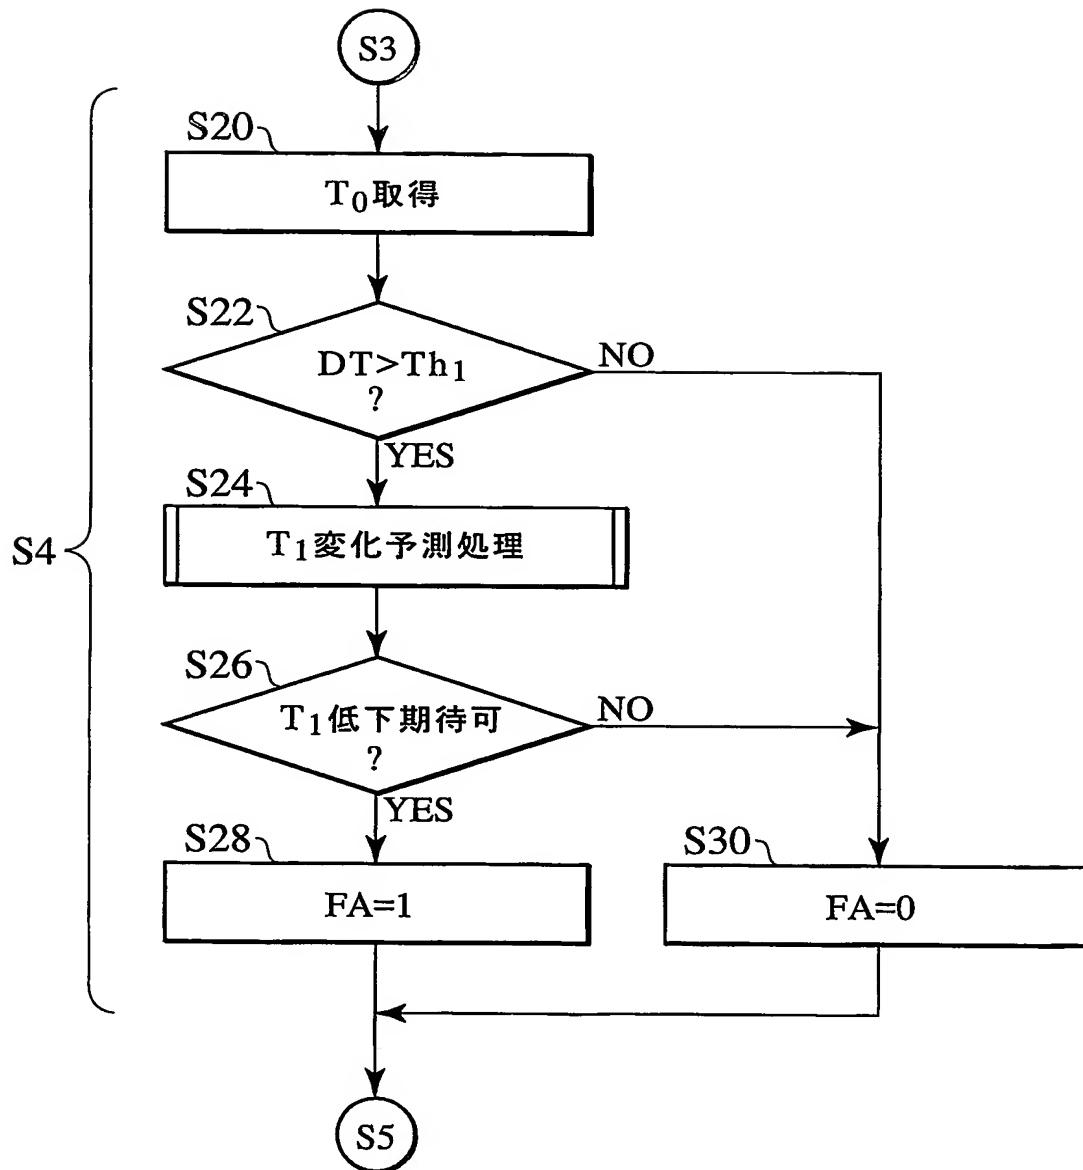 S3
S20
T₀取得
S22
DT>Th₁
?
NO
YES
S24
T₁変化予測処理
S4
S26
T₁低下期待可
?
NO
YES
S28
FA=1
S30
FA=0
S5